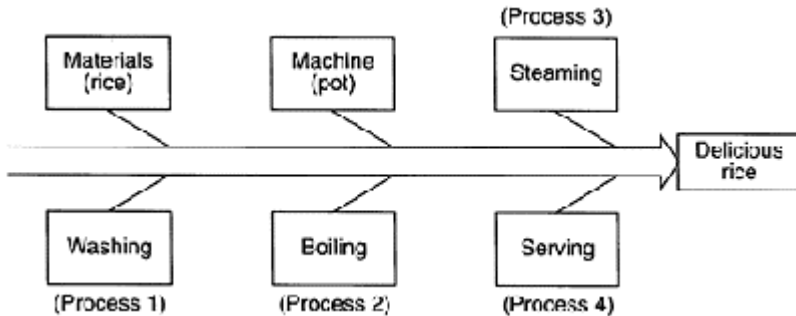 (Process 3)
Materials
(rice)
Machine
(pot)
Steaming
Delicious
rice
Washing
Boiling
Serving
(Process 1)
(Process 2)
(Process 4)